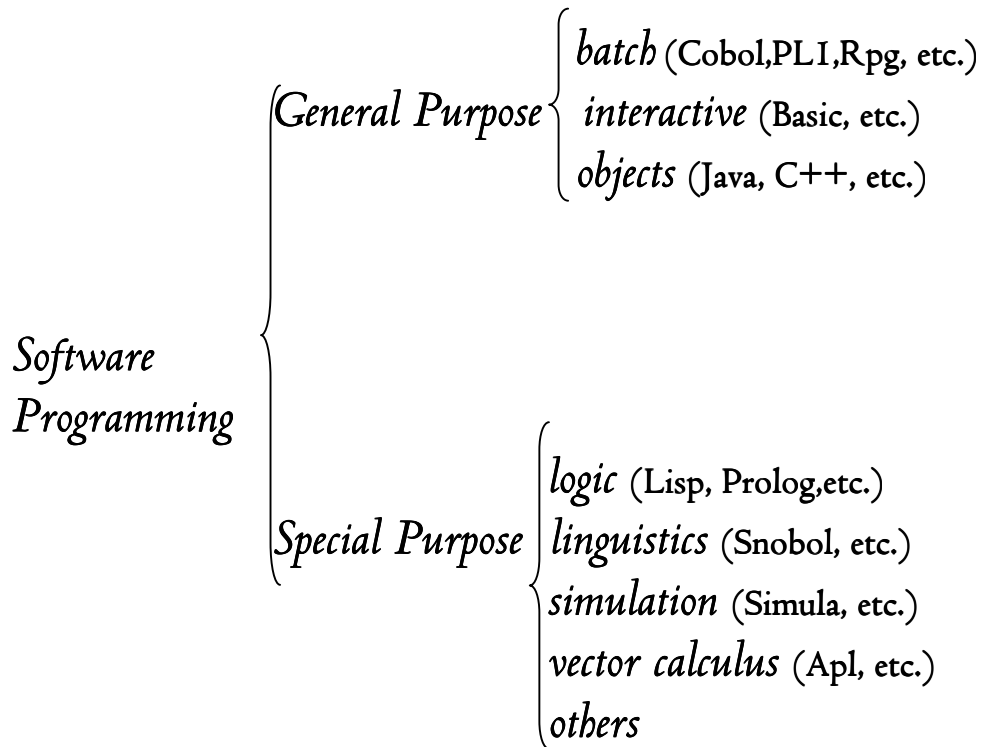 batch (Cobol,PL1,Rpg, etc.)
General Purpose
interactive (Basic, etc.)
objects (Java, C++, etc.)
Software
Programming
logic (Lisp, Prolog,etc.)
Special Purpose
linguistics (Snobol, etc.)
simulation (Simula, etc.)
vector calculus (Apl, etc.)
others